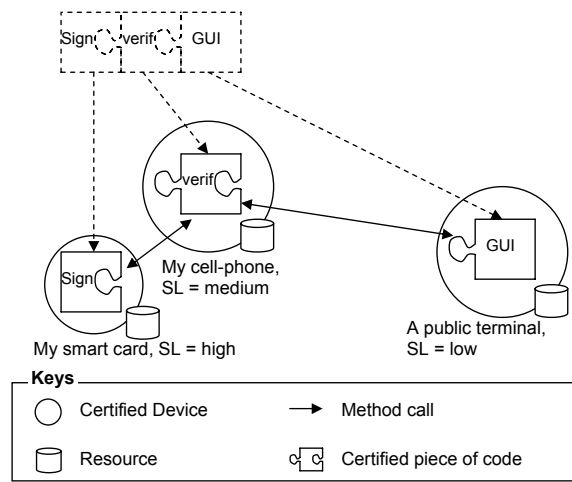 Sign verif GUI
verif
GUI
Sign
My cell-phone,
SL = medium
A public terminal,
SL = low
My smart card, SL = high
Keys
Certified Device Method call
Resource Certified piece of code